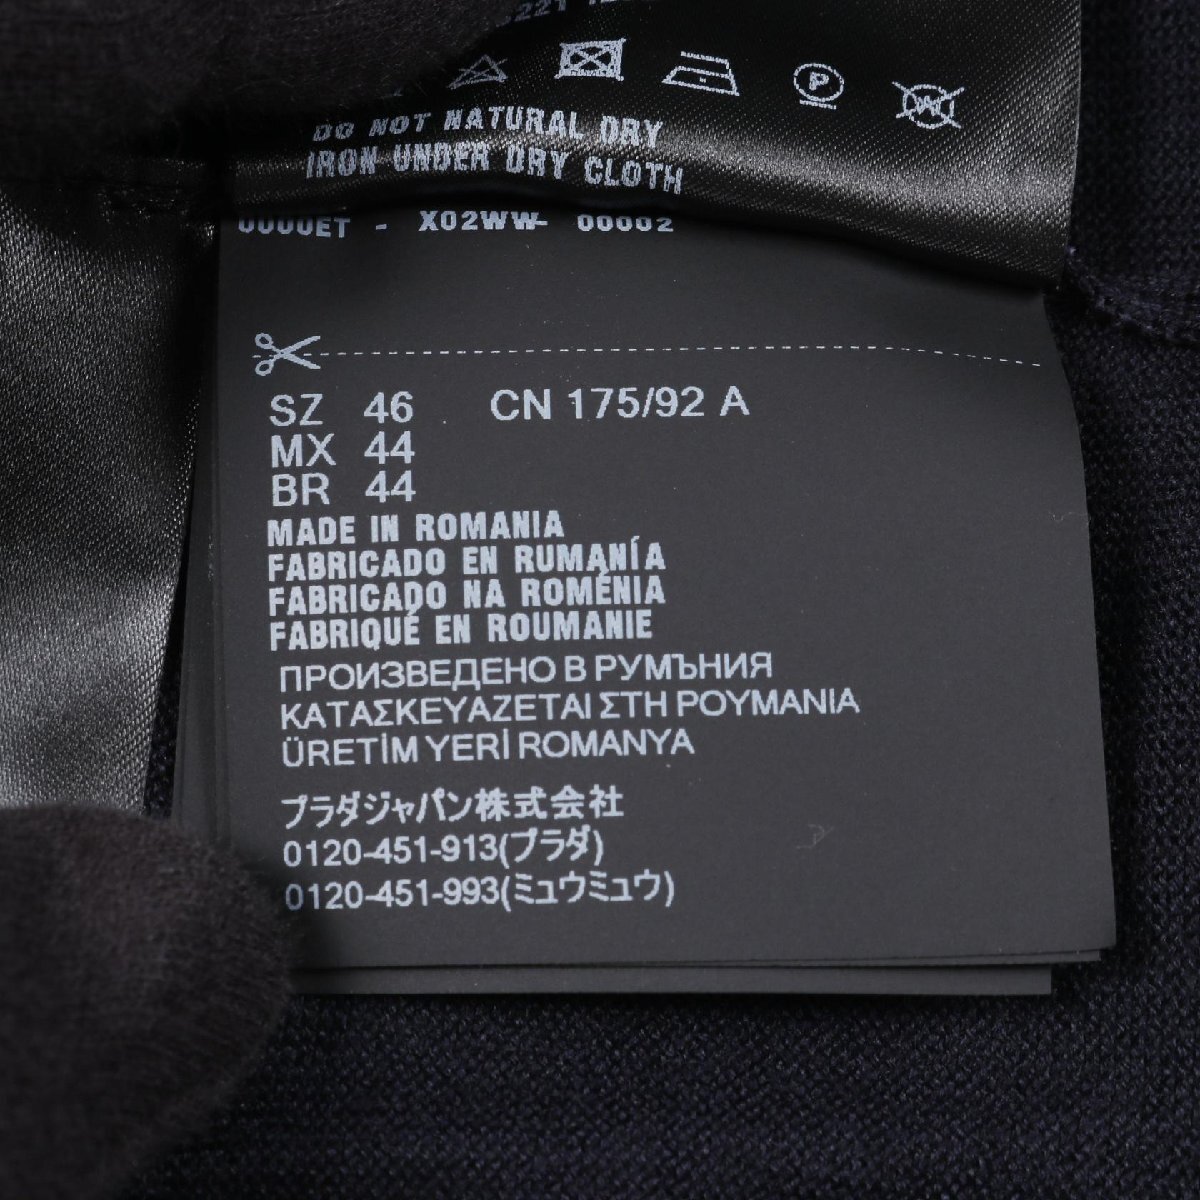 DO NOT NATURAL DRY
IRON UNDER DRY CLOTH
0000ET - X02WW- 00002
SZ 46 CN 175/92 A
MX 44
BR 44
MADE IN ROMANIA
FABRICADO EN RUMANÍA
FABRICADO NA ROMÉNIA
FABRIQUÉ EN ROUMANIE
ПРОИЗВЕДЕНО В РУМЪНИЯ
ΚΑΤΑΣΚΕΥΑΖΕΤΑΙ ΣΤΗ ΡΟΥΜΑΝΙΑ
ÜRETİM YERİ ROMANYA
プラダジャパン株式会社
0120-451-913(プラダ)
0120-451-993(ミュウミュウ)